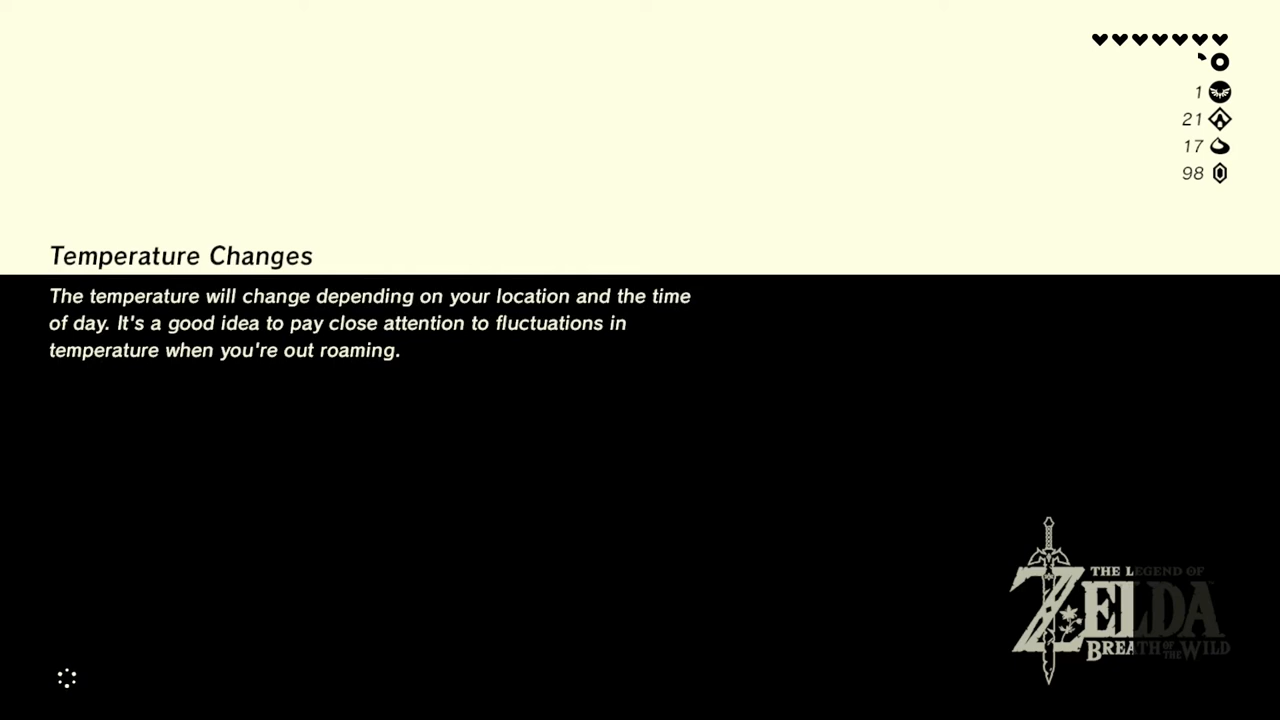 1
21
17
98
Temperature Changes
The temperature will change depending on your location and the time
of day. It's a good idea to pay close attention to fluctuations in
temperature when you're out roaming.
THE LEGEND OF
ZELDA
BREATH OF THE WILD